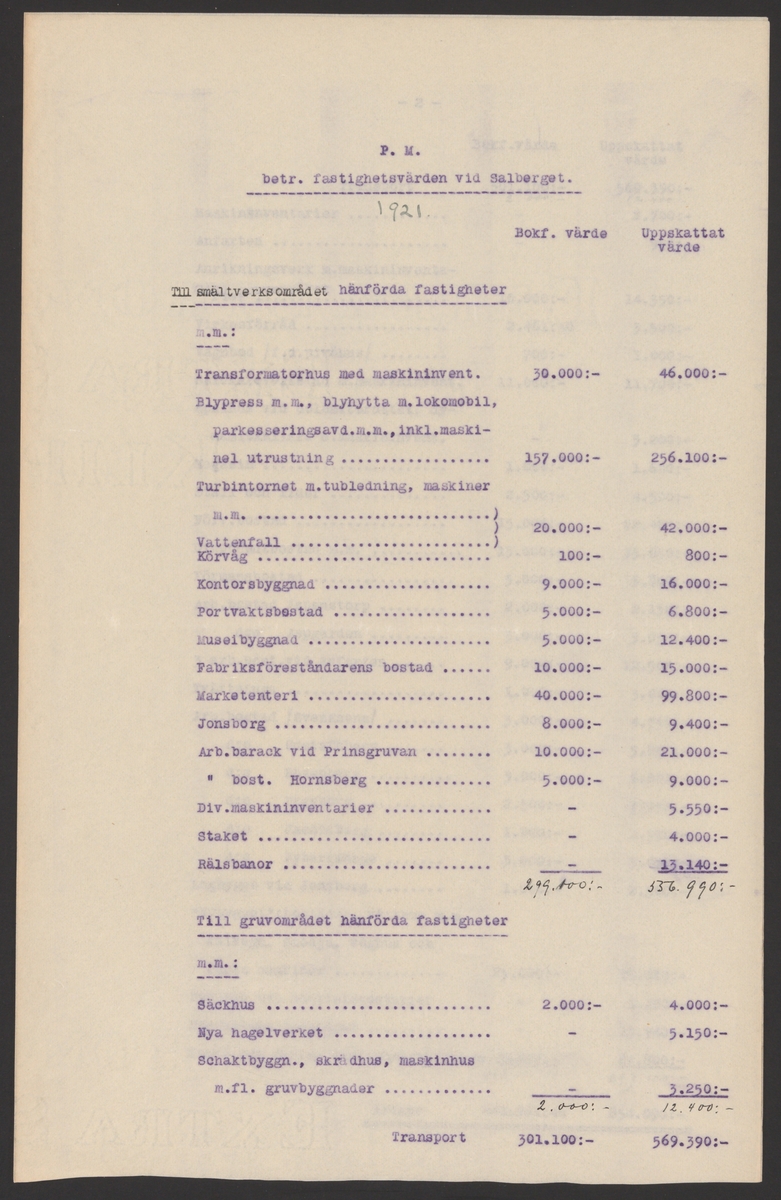 P. M.
betr. fastighetsvärden vid Salberget.
1921.
Bokf. värde Uppskattat
värde
Till smältverksområdet hänförda fastigheter
m.m.:
Transformatorhus med maskininvent. 30.000:- 46.000:-
Blypress m.m., blyhytta m.lokomobil,
parkesseringsavd.m.m.,inkl.maski-
nel utrustning .................. 157.000:- 256.100:-
Turbintornet m.tubledning, maskiner
m.m. ............................)
) 20.000:- 42.000:-
Vattenfall ........................)
Körvåg ............................ 100:- 800:-
Kontorsbyggnad .................... 9.000:- 16.000:-
Portvaktsbostad ................... 5.000:- 6.800:-
Museibyggnad ...................... 5.000:- 12.400:-
Fabriksföreståndarens bostad ...... 10.000:- 15.000:-
Marketenteri ...................... 40.000:- 99.800:-
Jonsborg .......................... 8.000:- 9.400:-
Arb.barack vid Prinsgruvan ........ 10.000:- 21.000:-
" bost. Hornsberg .............. 5.000:- 9.000:-
Div.maskininventarier ............. - 5.550:-
Staket ............................ - 4.000:-
Rälsbanor ......................... - 13.140:-
299.100:- 556.990:-
Till gruvområdet hänförda fastigheter
m.m.:
Säckhus ........................... 2.000:- 4.000:-
Nya hagelverket ................... - 5.150:-
Schaktbyggn., skrädhus, maskinhus
m.fl. gruvbyggnader ............. - 3.250:-
2.000:- 12.400:-
Transport 301.100:- 569.390:-